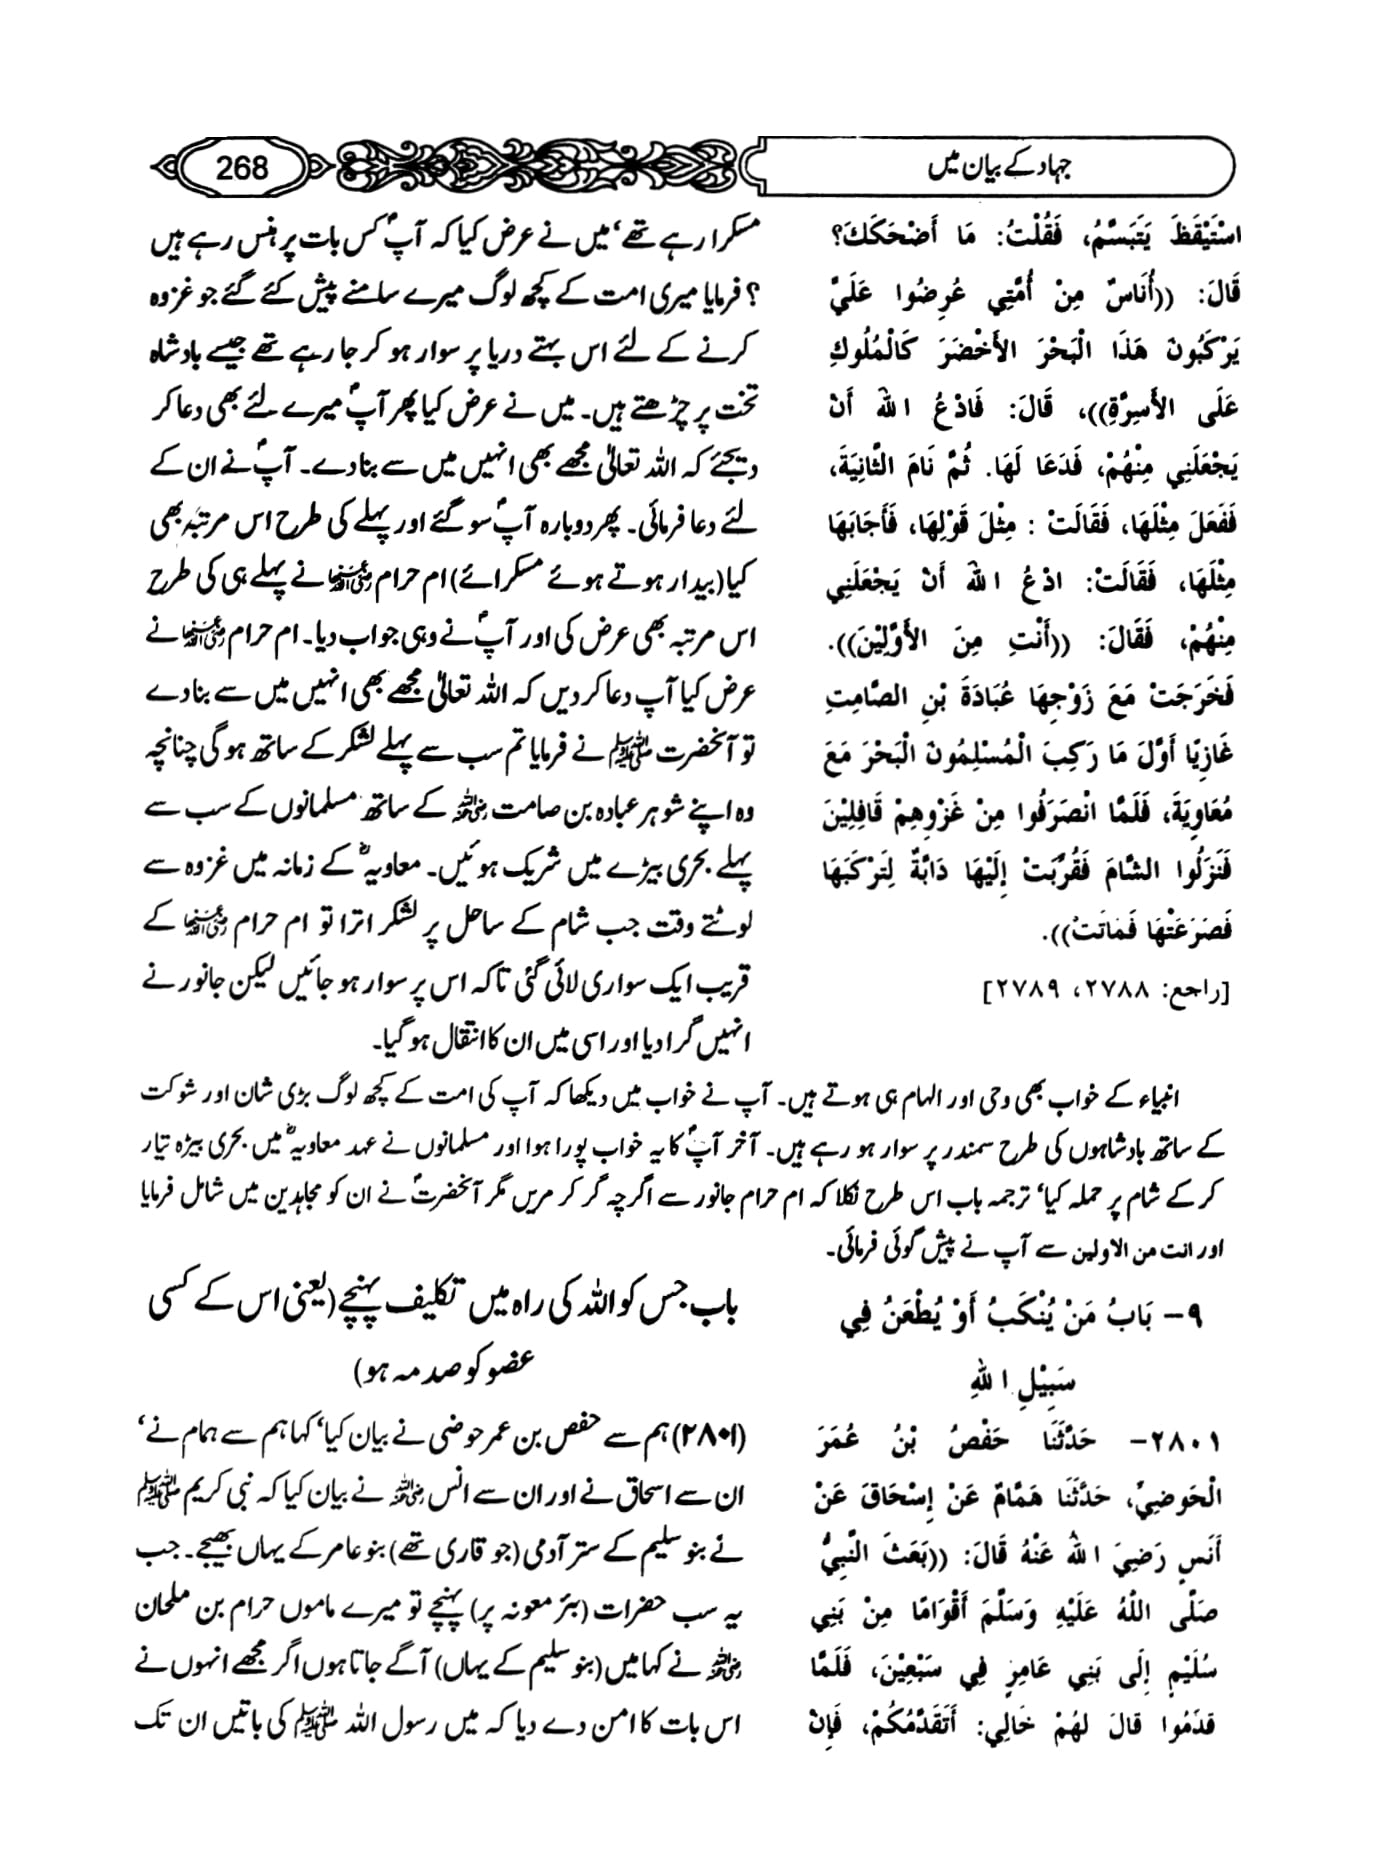 جہاد کے بیان میں
268
اسْتَيْقَظَ يَتَبَسَّمُ، فَقُلْتُ: مَا أَضْحَكَكَ؟
قَالَ: ((أُنَاسٌ مِنْ أُمَّتِي عُرِضُوا عَلَيَّ
يَرْكَبُونَ هَذَا الْبَحْرَ الأَخْضَرَ كَالْمُلُوكِ
عَلَى الأَسِرَّةِ))، قَالَ: فَادْعُ اللهَ أَنْ
يَجْعَلَنِي مِنْهُمْ، فَدَعَا لَهَا. ثُمَّ نَامَ الثَّانِيَةَ،
فَفَعَلَ مِثْلَهَا، فَقَالَتْ : مِثْلَ قَوْلِهَا، فَأَجَابَهَا
مِثْلَهَا، فَقَالَتْ: ادْعُ اللهَ أَنْ يَجْعَلَنِي
مِنْهُمْ، فَقَالَ: ((أَنْتِ مِنَ الأَوَّلِيْنَ)).
فَخَرَجَتْ مَعَ زَوْجِهَا عُبَادَةَ بْنِ الصَّامِتِ
غَازِيًا أَوَّلَ مَا رَكِبَ الْمُسْلِمُونَ الْبَحْرَ مَعَ
مُعَاوِيَةَ، فَلَمَّا انْصَرَفُوا مِنْ غَزْوِهِمْ قَافِلِيْنَ
فَنَزَلُوا الشَّامَ فَقُرِّبَتْ إِلَيْهَا دَابَّةٌ لِتَرْكَبَهَا
فَصَرَعَتْهَا فَمَاتَتْ)).
[راجع: ٢٧٨٨، ٢٧٨٩]
مسکرا رہے تھے' میں نے عرض کیا کہ آپؐ کس بات پر ہنس رہے ہیں
؟ فرمایا میری امت کے کچھ لوگ میرے سامنے پیش کئے گئے جو غزوہ
کرنے کے لئے اس بہتے دریا پر سوار ہو کر جا رہے تھے جیسے بادشاہ
تخت پر چڑھتے ہیں۔ میں نے عرض کیا پھر آپؐ میرے لئے بھی دعا کر
دیجئے کہ اللہ تعالیٰ مجھے بھی انہیں میں سے بنا دے۔ آپؐ نے ان کے
لئے دعا فرمائی۔ پھر دوبارہ آپؐ سو گئے اور پہلے کی طرح اس مرتبہ بھی
کیا (بیدار ہوتے ہوئے مسکرائے) ام حرام رضی اللہ عنہا نے پہلے ہی کی طرح
اس مرتبہ بھی عرض کی اور آپؐ نے وہی جواب دیا۔ ام حرام رضی اللہ عنہا نے
عرض کیا آپ دعا کر دیں کہ اللہ تعالیٰ مجھے بھی انہیں میں سے بنا دے
تو آنحضرت ﷺ نے فرمایا تم سب سے پہلے لشکر کے ساتھ ہوگی چنانچہ
وہ اپنے شوہر عبادہ بن صامت رضی اللہ عنہ کے ساتھ مسلمانوں کے سب سے
پہلے بحری بیڑے میں شریک ہوئیں۔ معاویہؓ کے زمانہ میں غزوہ سے
لوٹتے وقت جب شام کے ساحل پر لشکر اترا تو ام حرام رضی اللہ عنہا کے
قریب ایک سواری لائی گئی تاکہ اس پر سوار ہو جائیں لیکن جانور نے
انہیں گرا دیا اور اسی میں ان کا انتقال ہو گیا۔
انبیاء کے خواب بھی وحی اور الہام ہی ہوتے ہیں۔ آپ نے خواب میں دیکھا کہ آپ کی امت کے کچھ لوگ بڑی شان اور شوکت
کے ساتھ بادشاہوں کی طرح سمندر پر سوار ہو رہے ہیں۔ آخر آپؐ کا یہ خواب پورا ہوا اور مسلمانوں نے عہد معاویہؓ میں بحری بیڑہ تیار
کر کے شام پر حملہ کیا' ترجمہ باب اس طرح نکلا کہ ام حرام جانور سے اگرچہ گر کر مریں مگر آنحضرتؐ نے ان کو مجاہدین میں شامل فرمایا
اور انت من الاولین سے آپ نے پیش گوئی فرمائی۔
٩- بَابُ مَنْ يُنْكَبُ أَوْ يُطْعَنُ فِي
سَبِيْلِ اللهِ
باب جس کو اللہ کی راہ میں تکلیف پہنچے (یعنی اس کے کسی
عضو کو صدمہ ہو)
٢٨٠١- حَدَّثَنَا حَفْصُ بْنُ عُمَرَ
الْحَوضِيُّ، حَدَّثَنَا هَمَّامٌ عَنْ إِسْحَاقَ عَنْ
أَنَسٍ رَضِيَ اللهُ عَنْهُ قَالَ: ((بَعَثَ النَّبِيُّ
صَلَّى اللهُ عَلَيْهِ وَسَلَّمَ أَقْوَامًا مِنْ بَنِي
سُلَيْمٍ إِلَى بَنِي عَامِرٍ فِي سَبْعِيْنَ، فَلَمَّا
قَدِمُوا قَالَ لَهُمْ خَالِي: أَتَقَدَّمُكُمْ، فَإِنْ
(۲۸۰۱) ہم سے حفص بن عمر حوضی نے بیان کیا' کہا ہم سے ہمام نے'
ان سے اسحاق نے اور ان سے انس رضی اللہ عنہ نے بیان کیا کہ نبی کریم ﷺ
نے بنو سلیم کے ستر آدمی (جو قاری تھے) بنو عامر کے یہاں بھیجے۔ جب
یہ سب حضرات (بئر معونہ پر) پہنچے تو میرے ماموں حرام بن ملحان
رضی اللہ عنہ نے کہا میں (بنو سلیم کے یہاں) آگے جاتا ہوں اگر مجھے انہوں نے
اس بات کا امن دے دیا کہ میں رسول اللہ ﷺ کی باتیں ان تک